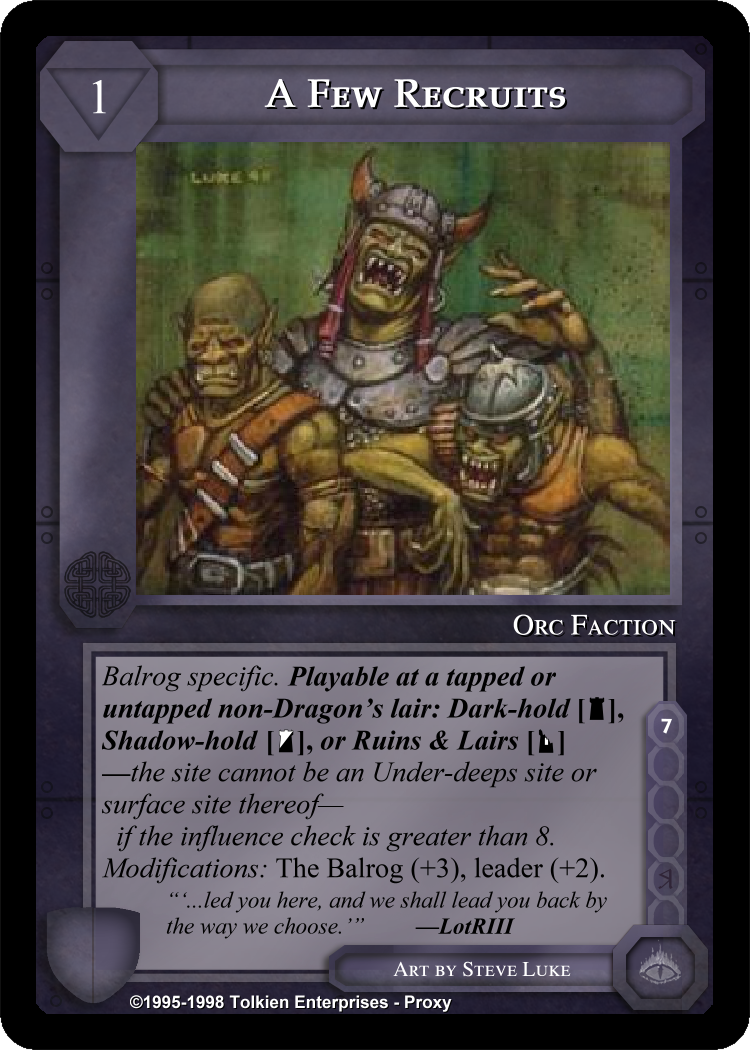 1
A Few Recruits
LUKE 98
Orc Faction
Balrog specific. Playable at a tapped or
untapped non-Dragon's lair: Dark-hold [ ],
Shadow-hold [ ], or Ruins & Lairs [ ]
—the site cannot be an Under-deeps site or
surface site thereof—
if the influence check is greater than 8.
Modifications: The Balrog (+3), leader (+2).
"'...led you here, and we shall lead you back by
the way we choose.'" —LotRIII
7
Art by Steve Luke
©1995-1998 Tolkien Enterprises - Proxy